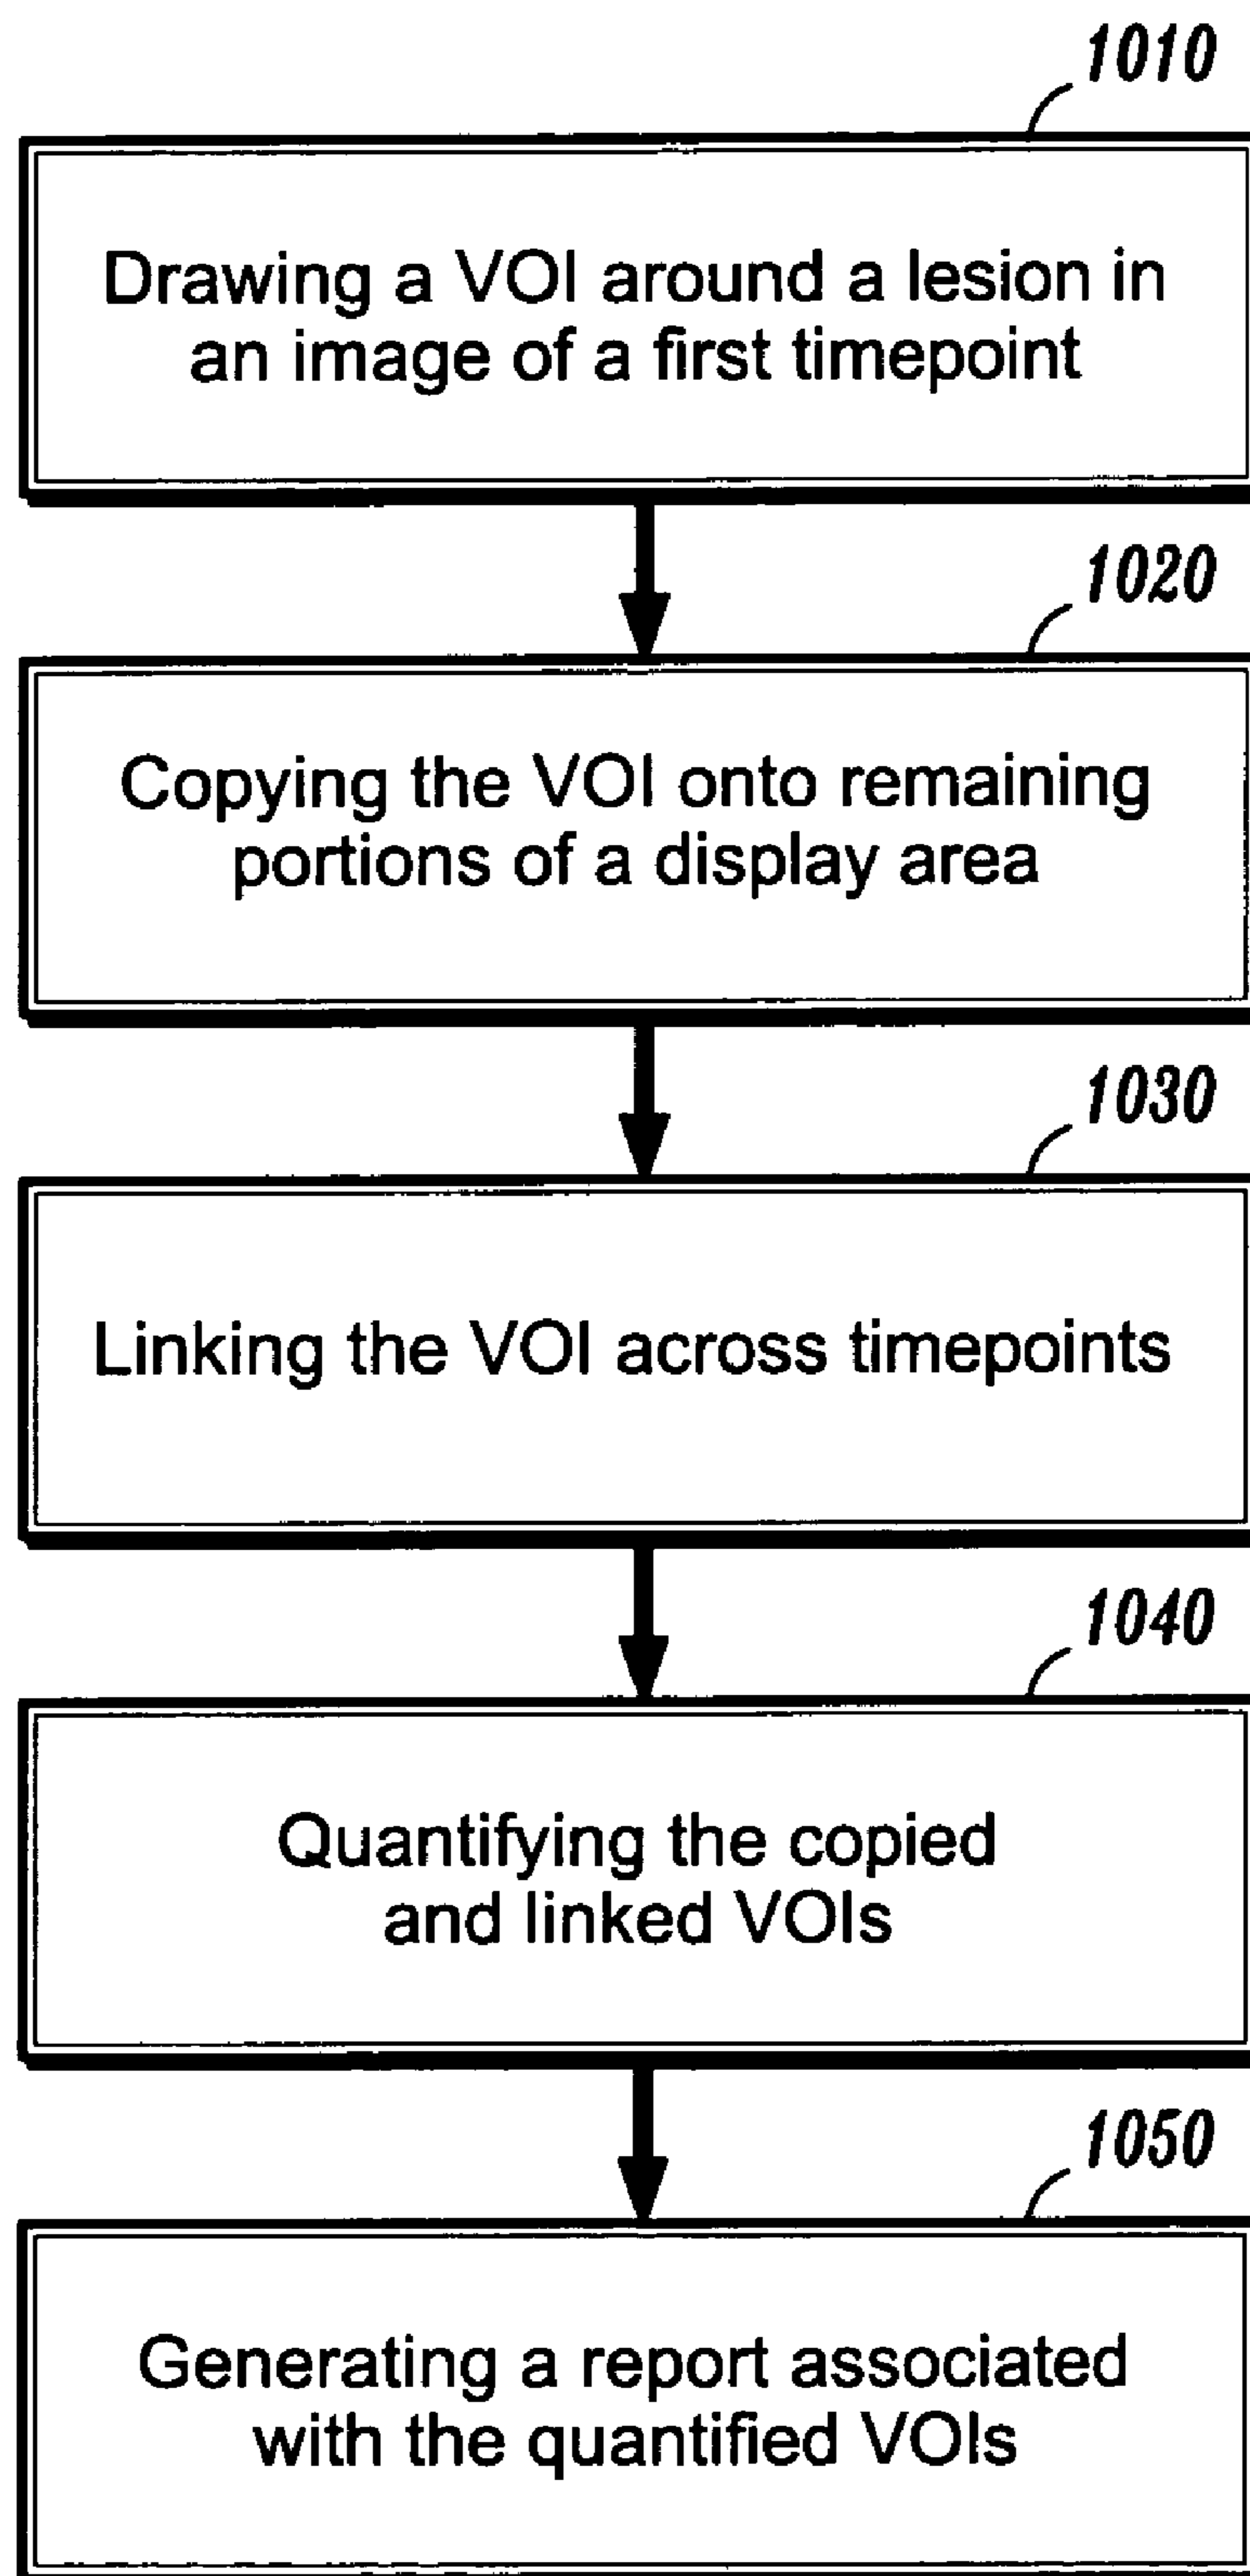 1010
Drawing a VOI around a lesion in
an image of a first timepoint
1020
Copying the VOI onto remaining
portions of a display area
1030
Linking the VOI across timepoints
1040
Quantifying the copied
and linked VOIs
1050
Generating a report associated
with the quantified VOIs